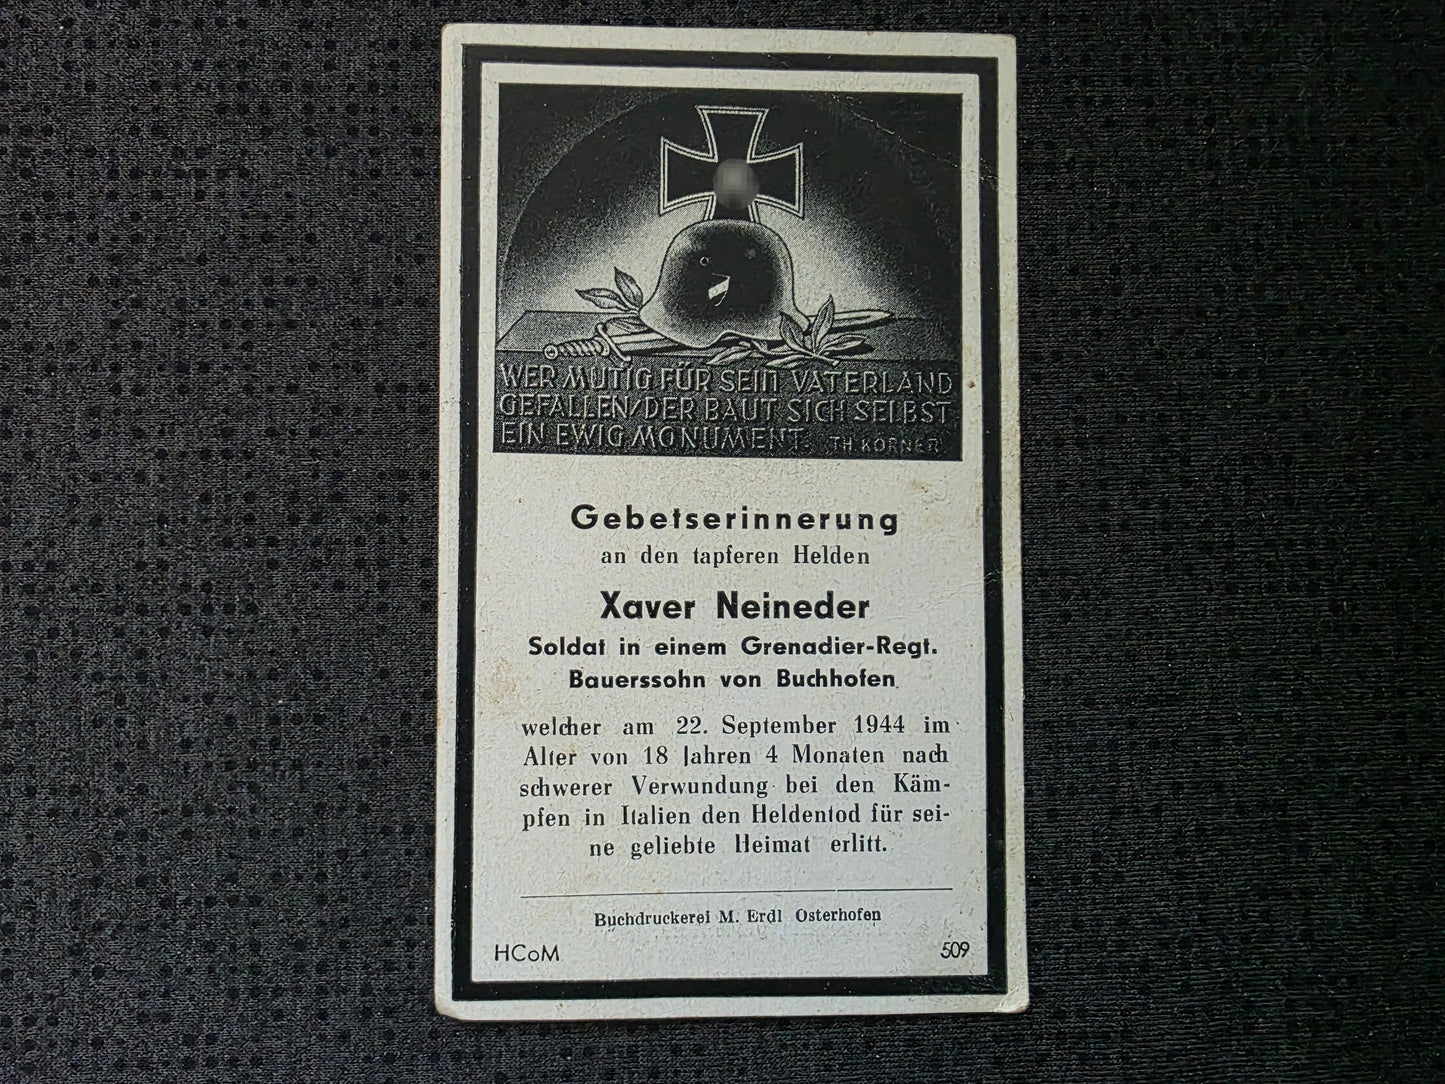 WER MUTIG FÜR SEIN VATERLAND
GEFALLEN/DER BAUT SICH SELBST
EIN EWIG MONUMENT. TH. KÖRNER
Gebetserinnerung
an den tapferen Helden
Xaver Neineder
Soldat in einem Grenadier-Regt.
Bauerssohn von Buchhofen
welcher am 22. September 1944 im
Alter von 18 Jahren 4 Monaten nach
schwerer Verwundung bei den Käm-
pfen in Italien den Heldentod für sei-
ne geliebte Heimat erlitt.
Buchdruckerei M. Erdl Osterhofen
HCoM
509